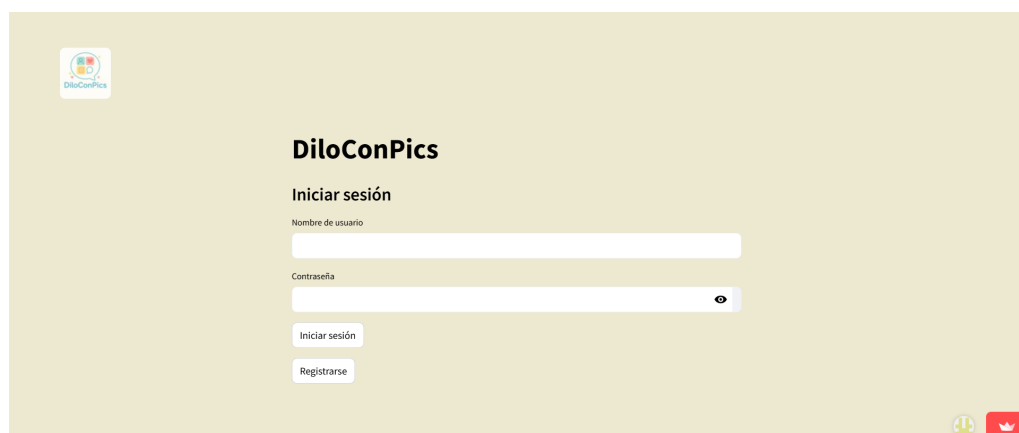 DiloConPics
DiloConPics
Iniciar sesión
Nombre de usuario
Contraseña
Iniciar sesión
Registrarse